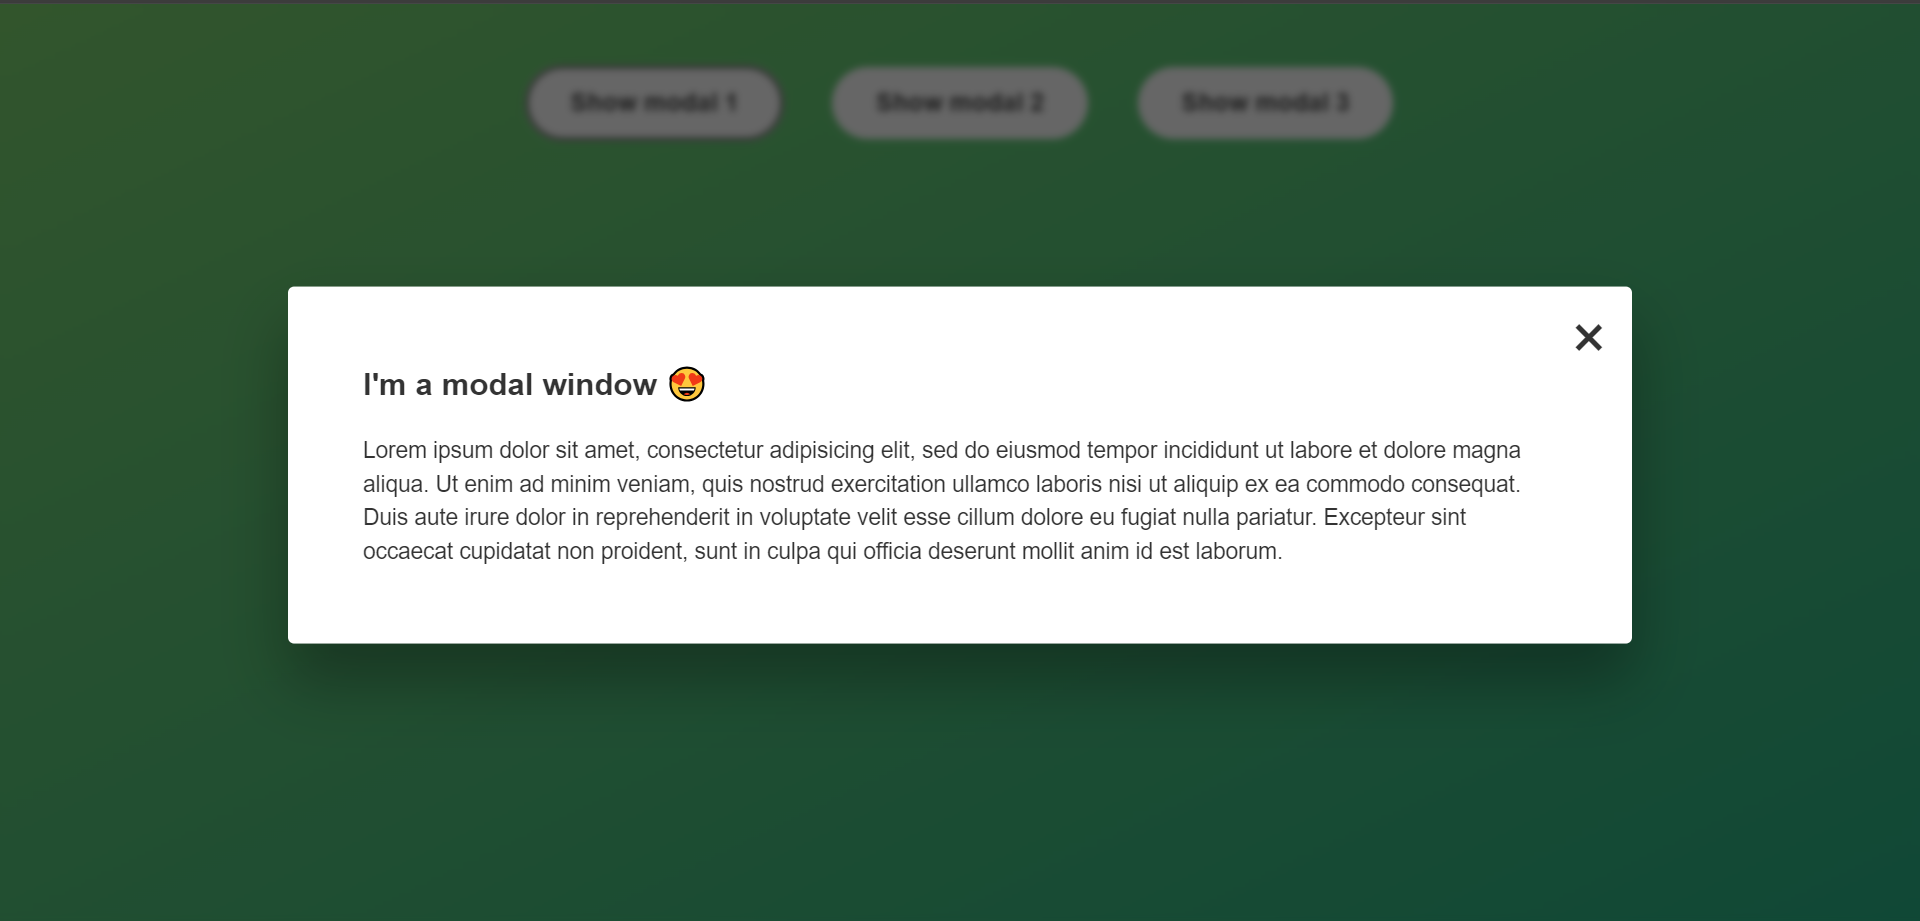 Show modal 1 Show modal 2 Show modal 3
I'm a modal window 😍
Lorem ipsum dolor sit amet, consectetur adipisicing elit, sed do eiusmod tempor incididunt ut labore et dolore magna
aliqua. Ut enim ad minim veniam, quis nostrud exercitation ullamco laboris nisi ut aliquip ex ea commodo consequat.
Duis aute irure dolor in reprehenderit in voluptate velit esse cillum dolore eu fugiat nulla pariatur. Excepteur sint
occaecat cupidatat non proident, sunt in culpa qui officia deserunt mollit anim id est laborum.